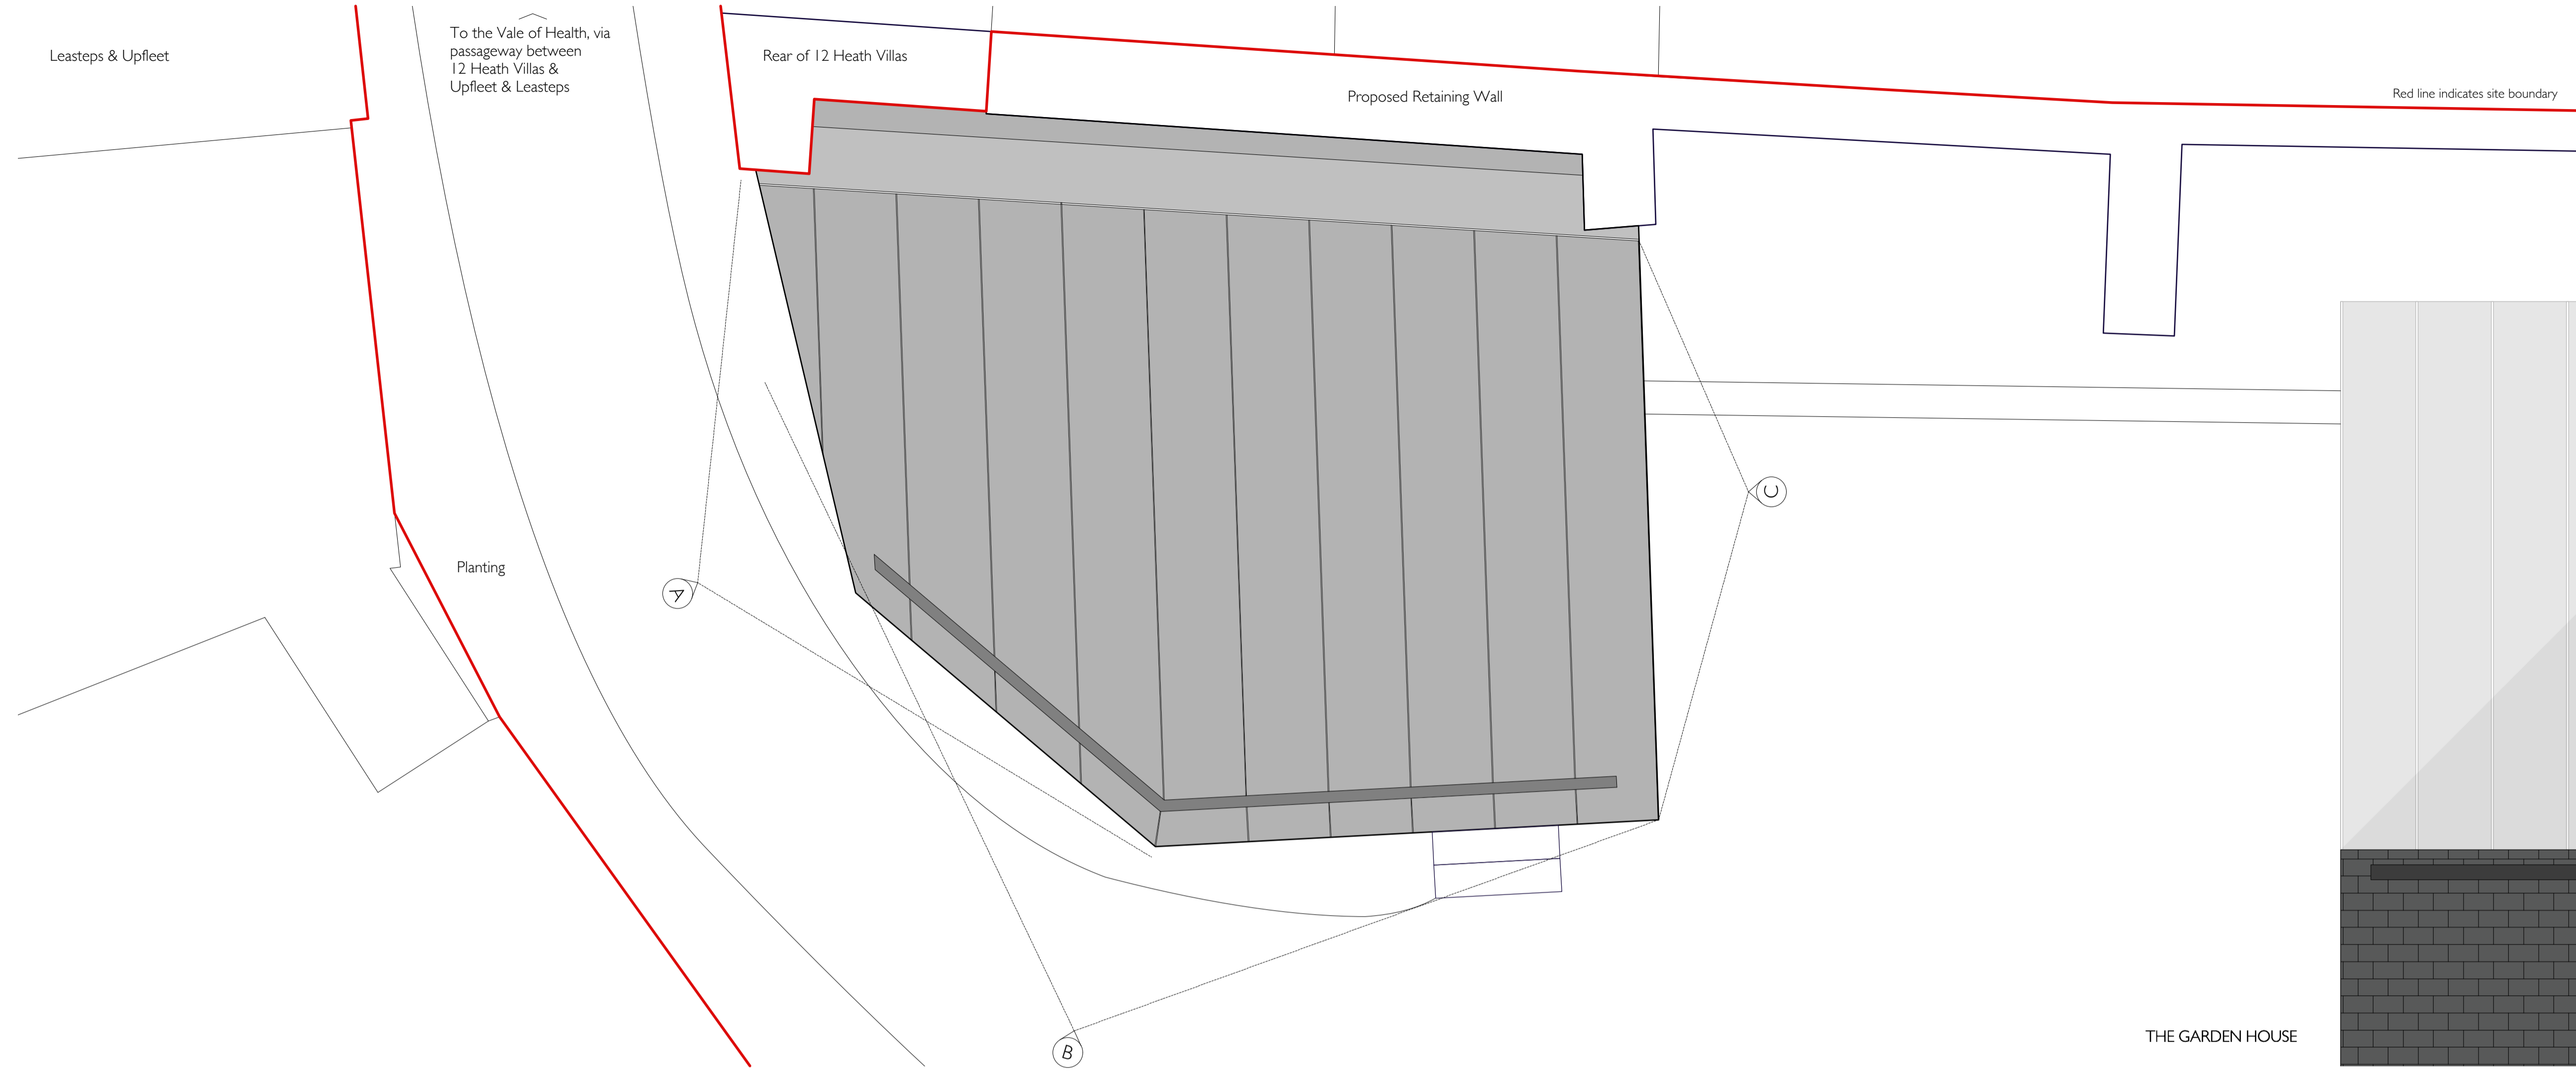 Leasteps & Upfleet
To the Vale of Health, via
passageway between
12 Heath Villas &
Upfleet & Leasteps
Rear of 12 Heath Villas
Proposed Retaining Wall
Red line indicates site boundary
Planting
A
C
B
THE GARDEN HOUSE